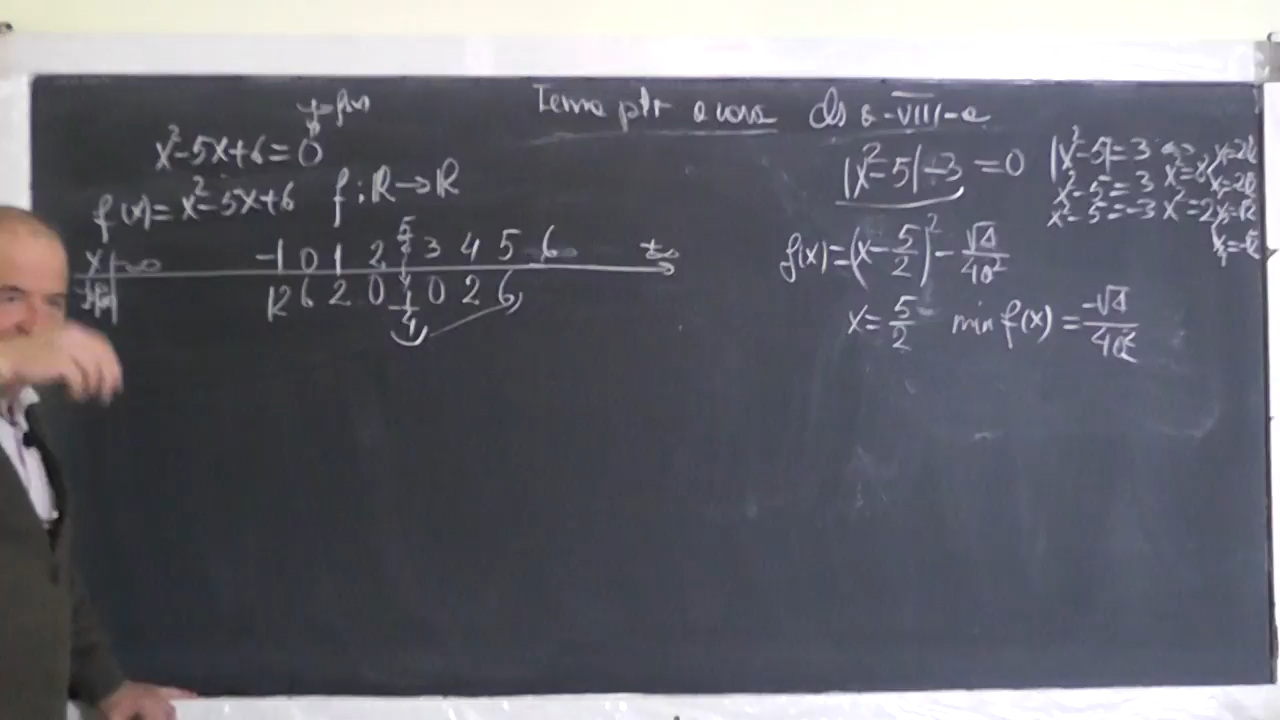 Tema ptr acasa cls a-VIII-a
y=f(x)
x²-5x+6=0
f(x)=x²-5x+6 f:R→R
x -∞ -1 0 1 2 5/2 3 4 5 6 +∞
f(x) 12 6 2 0 -1/4 0 2 6
|x²-5|-3=0
|x²-5|=3
x²-5=3 x²=8
x²-5=-3 x²=2
f(x)=(x-5/2)²-√Δ/4a²
x=5/2 min f(x)=-√Δ/4a²